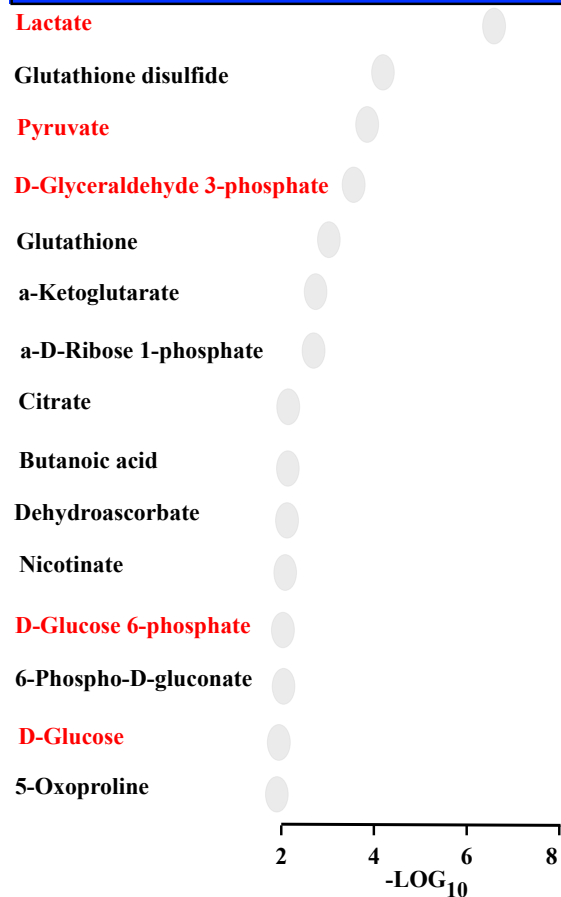 Lactate
Glutathione disulfide
Pyruvate
D-Glyceraldehyde 3-phosphate
Glutathione
a-Ketoglutarate
a-D-Ribose 1-phosphate
Citrate
Butanoic acid
Dehydroascorbate
Nicotinate
D-Glucose 6-phosphate
6-Phospho-D-gluconate
D-Glucose
5-Oxoproline
2 4 6 8
-LOG10